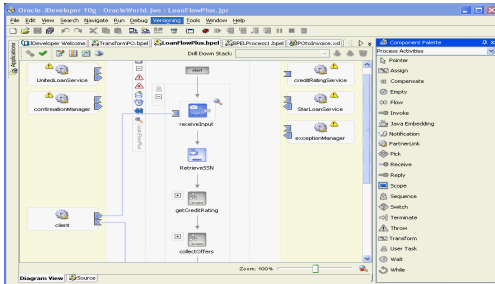 Oracle JDeveloper 10g - OracleWorld.jws : LoanFlowPlus.jpr
File Edit View Search Navigate Run Debug Versioning Tools Window Help
Applications
JDeveloper Welcome TransformPO.bpel LoanFlowPlus.bpel BPELProcess1.bpel POtoInvoice.xsd
Drill Down Stack:
UnitedLoanService
confirmationManager
client
start
receiveInput
RetrieveSSN
getCreditRating
collectOffers
creditRatingService
StarLoanService
exceptionManager
Zoom: 100%
Diagram View Source
Component Palette
Process Activities
Pointer
Assign
Compensate
Empty
Flow
Invoke
Java Embedding
Notification
PartnerLink
Pick
Receive
Reply
Scope
Sequence
Switch
Terminate
Throw
Transform
User Task
Wait
While